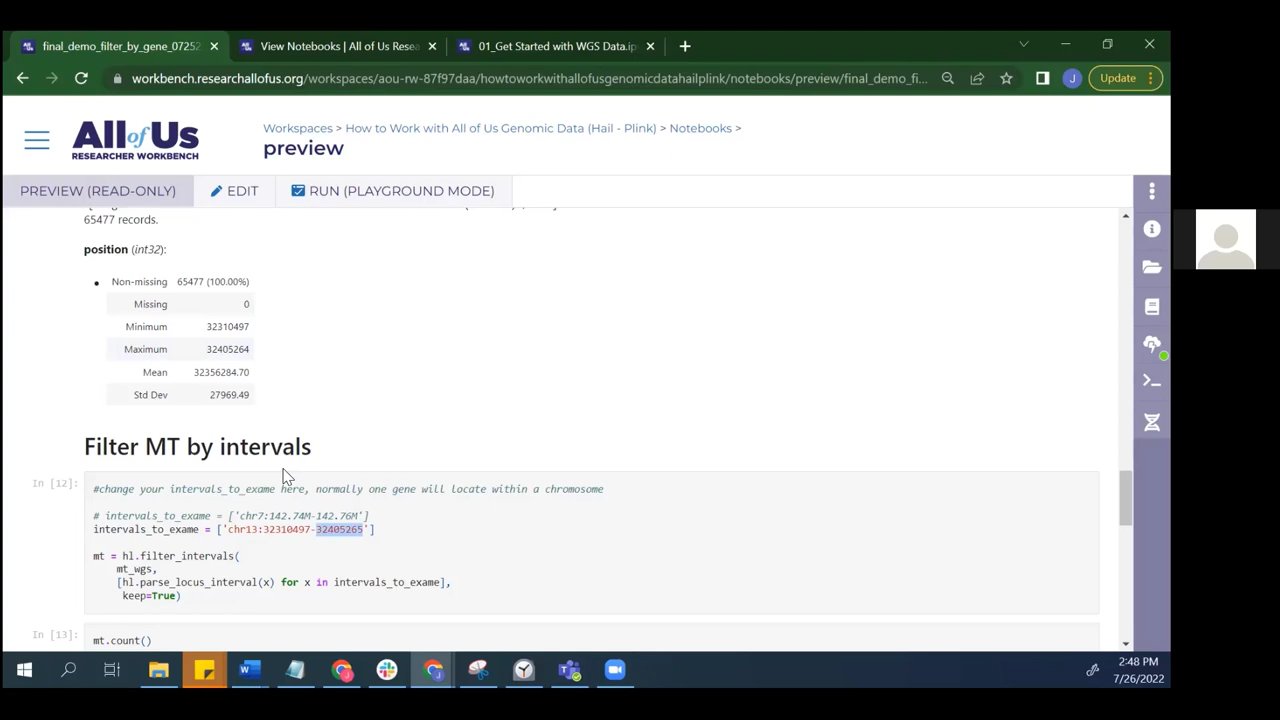 final_demo_filter_by_gene_07252
View Notebooks | All of Us Resea
01_Get Started with WGS Data.ip
workbench.researchallofus.org/workspaces/aou-rw-87f97daa/howtoworkwithallofusgenomicdatahailplink/notebooks/preview/final_demo_fi...
J
Update
All of Us
RESEARCHER WORKBENCH
Workspaces > How to Work with All of Us Genomic Data (Hail - Plink) > Notebooks >
preview
PREVIEW (READ-ONLY)
EDIT
RUN (PLAYGROUND MODE)
65477 records.
position (int32):
Non-missing 65477 (100.00%)
Missing 0
Minimum 32310497
Maximum 32405264
Mean 32356284.70
Std Dev 27969.49
Filter MT by intervals
In [12]:
#change your intervals_to_exame here, normally one gene will locate within a chromosome
# intervals_to_exame = ['chr7:142.74M-142.76M']
intervals_to_exame = ['chr13:32310497-32405265']
mt = hl.filter_intervals(
mt_wgs,
[hl.parse_locus_interval(x) for x in intervals_to_exame],
keep=True)
In [13]:
mt.count()
2:48 PM
7/26/2022